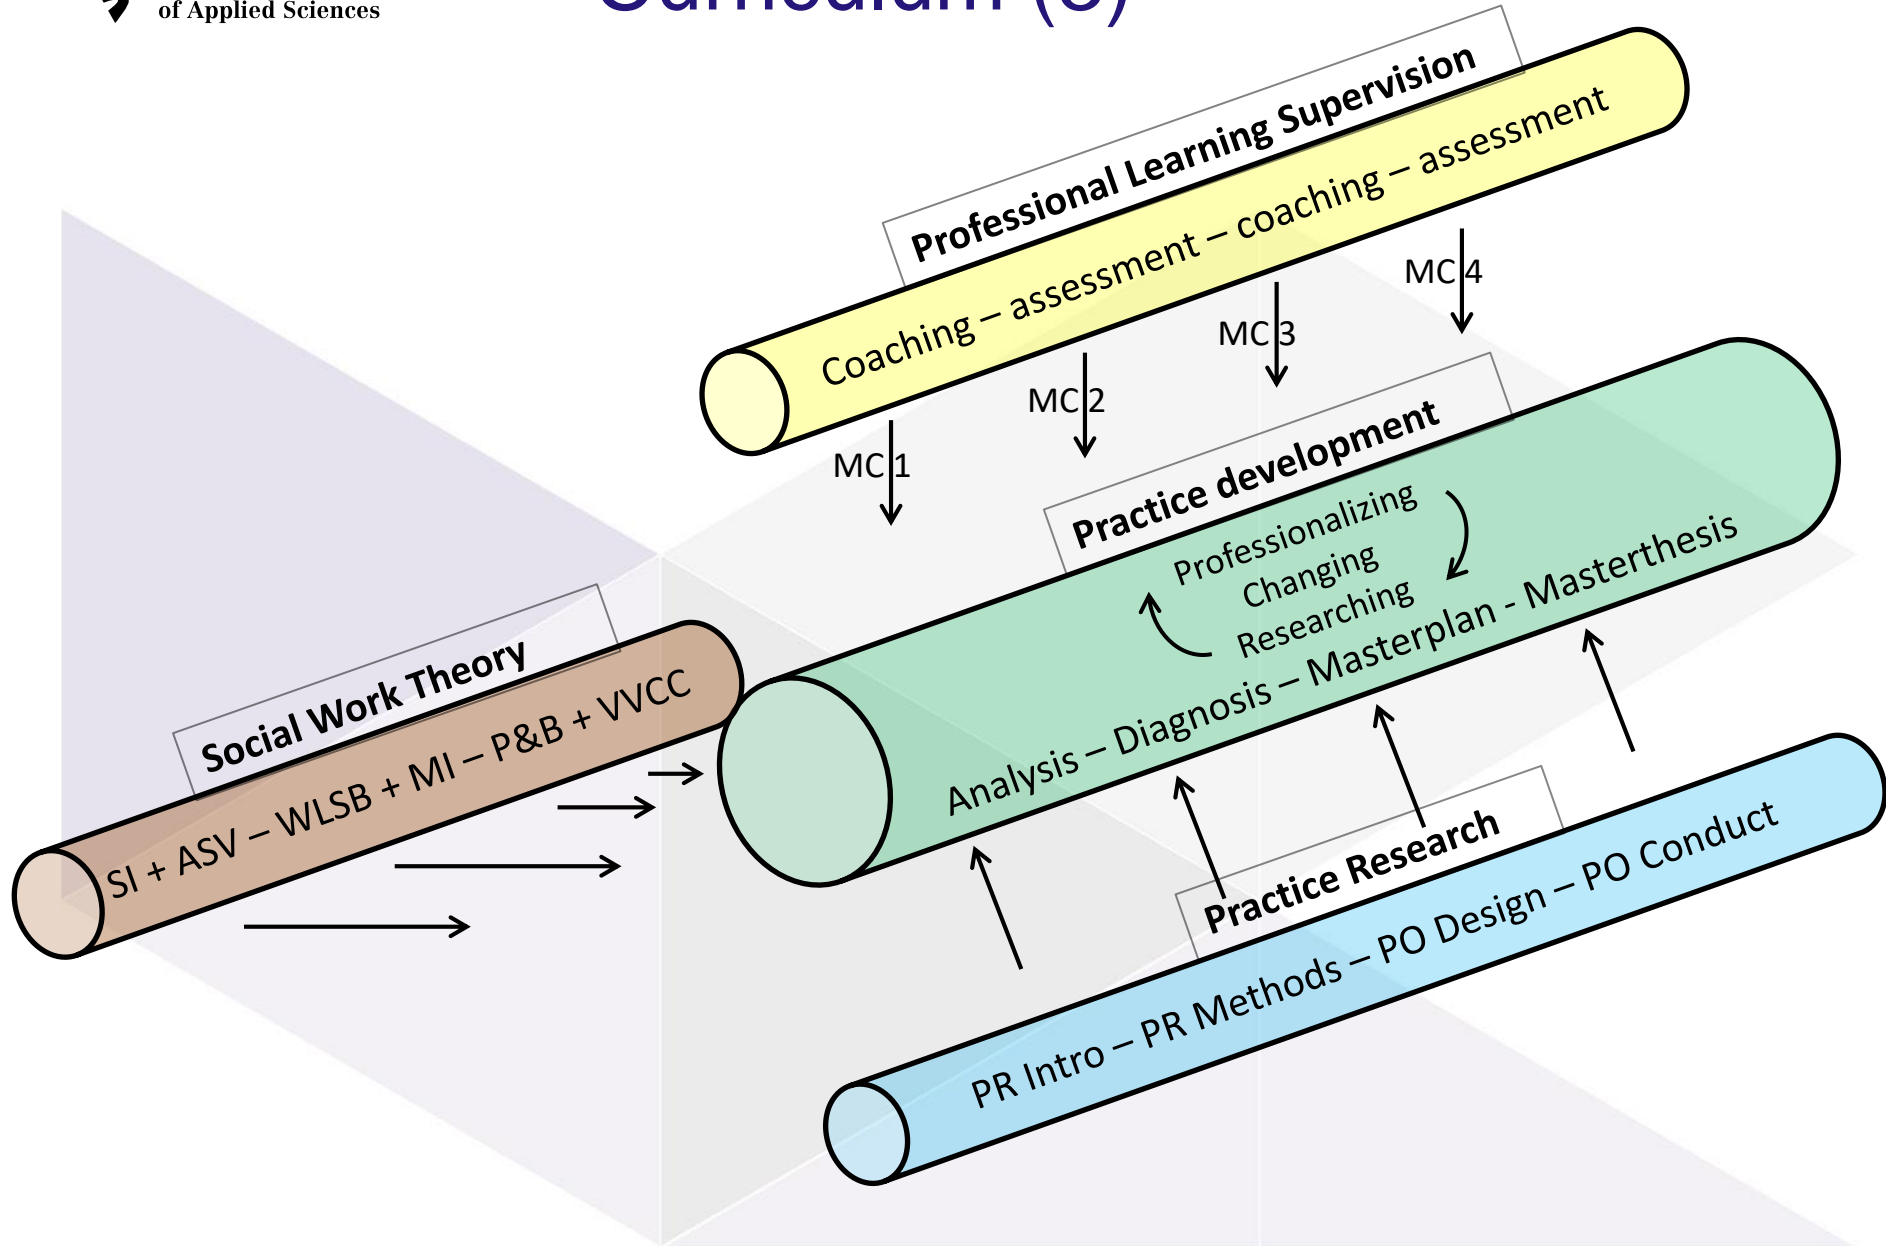 of Applied Sciences
Professional Learning Supervision
Coaching – assessment – coaching – assessment
MC 4
MC 3
MC 2
MC 1
Practice development
Professionalizing
Changing
Researching
Analysis – Diagnosis – Masterplan - Masterthesis
Social Work Theory
SI + ASV – WLSB + MI – P&B + VVCC
Practice Research
PR Intro – PR Methods – PO Design – PO Conduct